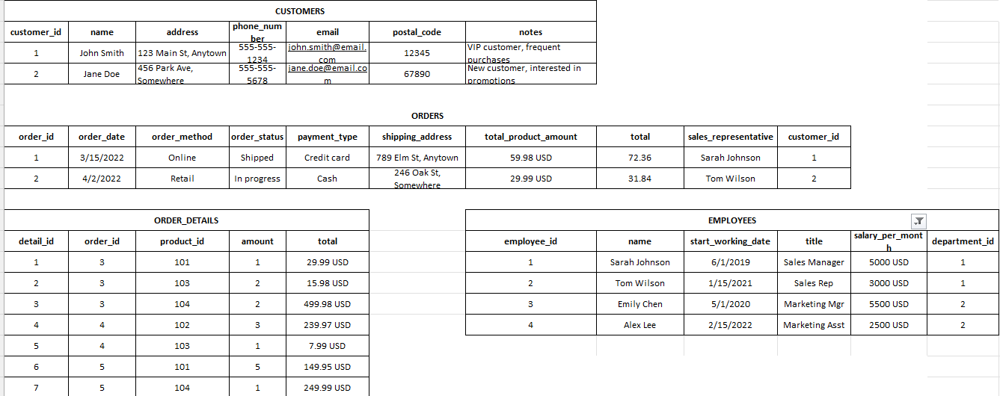 CUSTOMERS
customer_id name address phone_num
ber email postal_code notes
1 John Smith 123 Main St, Anytown 555-555-
1234 john.smith@email.
com 12345 VIP customer, frequent
purchases
2 Jane Doe 456 Park Ave,
Somewhere 555-555-
5678 jane.doe@email.co
m 67890 New customer, interested in
promotions
ORDERS
order_id order_date order_method order_status payment_type shipping_address total_product_amount total sales_representative customer_id
1 3/15/2022 Online Shipped Credit card 789 Elm St, Anytown 59.98 USD 72.36 Sarah Johnson 1
2 4/2/2022 Retail In progress Cash 246 Oak St,
Somewhere 29.99 USD 31.84 Tom Wilson 2
ORDER_DETAILS
detail_id order_id product_id amount total
1 3 101 1 29.99 USD
2 3 103 2 15.98 USD
3 3 104 2 499.98 USD
4 4 102 3 239.97 USD
5 4 103 1 7.99 USD
6 5 101 5 149.95 USD
7 5 104 1 249.99 USD
EMPLOYEES
employee_id name start_working_date title salary_per_mont
h department_id
1 Sarah Johnson 6/1/2019 Sales Manager 5000 USD 1
2 Tom Wilson 1/15/2021 Sales Rep 3000 USD 1
3 Emily Chen 5/1/2020 Marketing Mgr 5500 USD 2
4 Alex Lee 2/15/2022 Marketing Asst 2500 USD 2